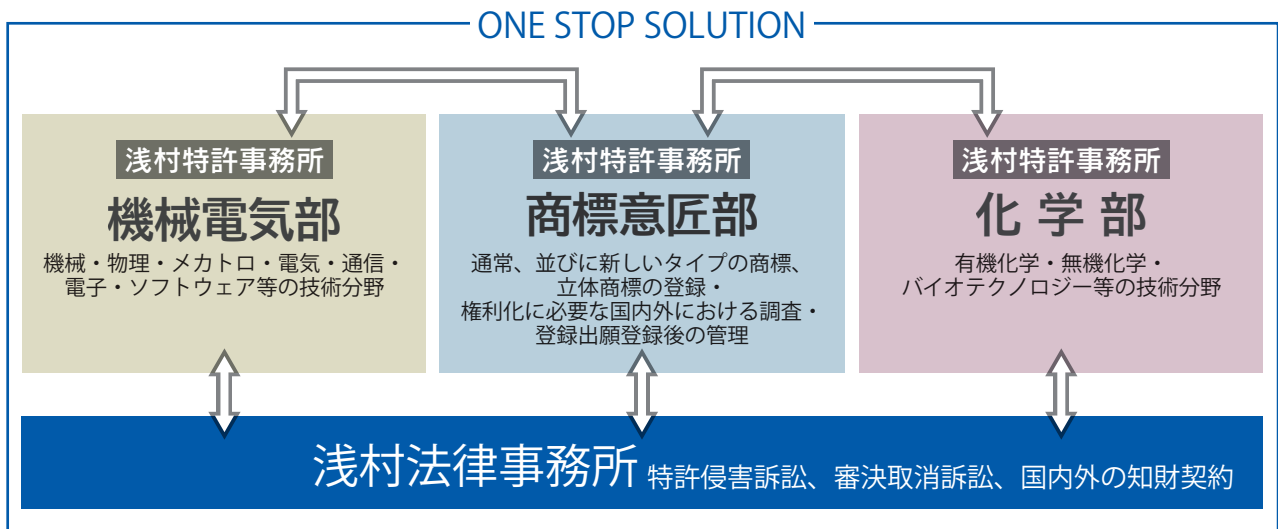 ONE STOP SOLUTION
浅村特許事務所
機械電気部
機械・物理・メカトロ・電気・通信・
電子・ソフトウェア等の技術分野
浅村特許事務所
商標意匠部
通常、並びに新しいタイプの商標、
立体商標の登録・
権利化に必要な国内外における調査・
登録出願登録後の管理
浅村特許事務所
化学部
有機化学・無機化学・
バイオテクノロジー等の技術分野
浅村法律事務所 特許侵害訴訟、審決取消訴訟、国内外の知財契約